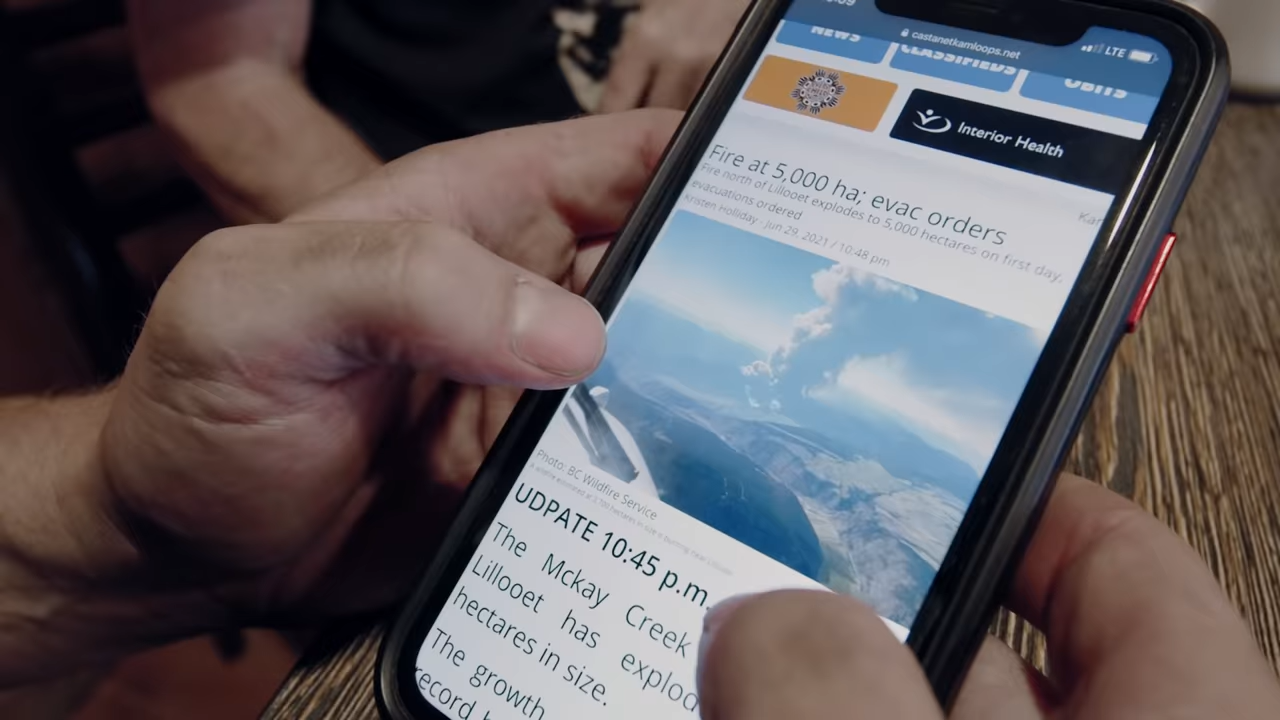 castanetkamloops.net
LTE
NEWS
CLASSIFIEDS
OBITS
Interior Health
Fire at 5,000 ha; evac orders
Fire north of Lillooet explodes to 5,000 hectares on first day,
evacuations ordered
Kristen Holliday - Jun 29, 2021 / 10:48 pm
Photo: BC Wildfire Service
UDPATE 10:45 p.m.
The Mckay Creek
Lillooet has explod
hectares in size.
The growth